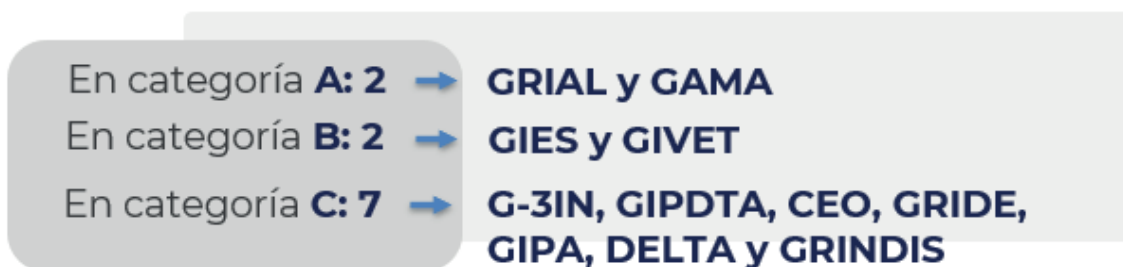 En categoría A: 2 → GRIAL y GAMA
En categoría B: 2 → GIES y GIVET
En categoría C: 7 → G-3IN, GIPDTA, CEO, GRIDE,
GIPA, DELTA y GRINDIS